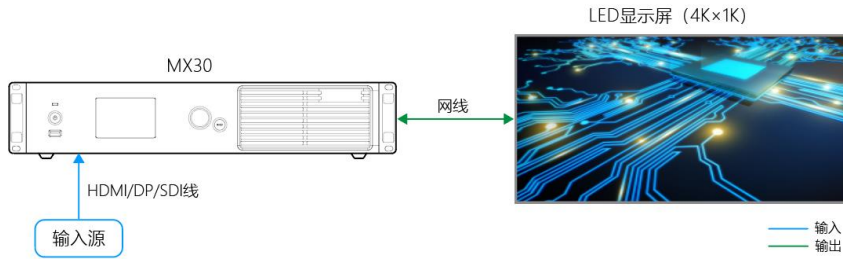 LED显示屏（4K×1K）
MX30
网线
HDMI/DP/SDI线
输入源
输入
输出